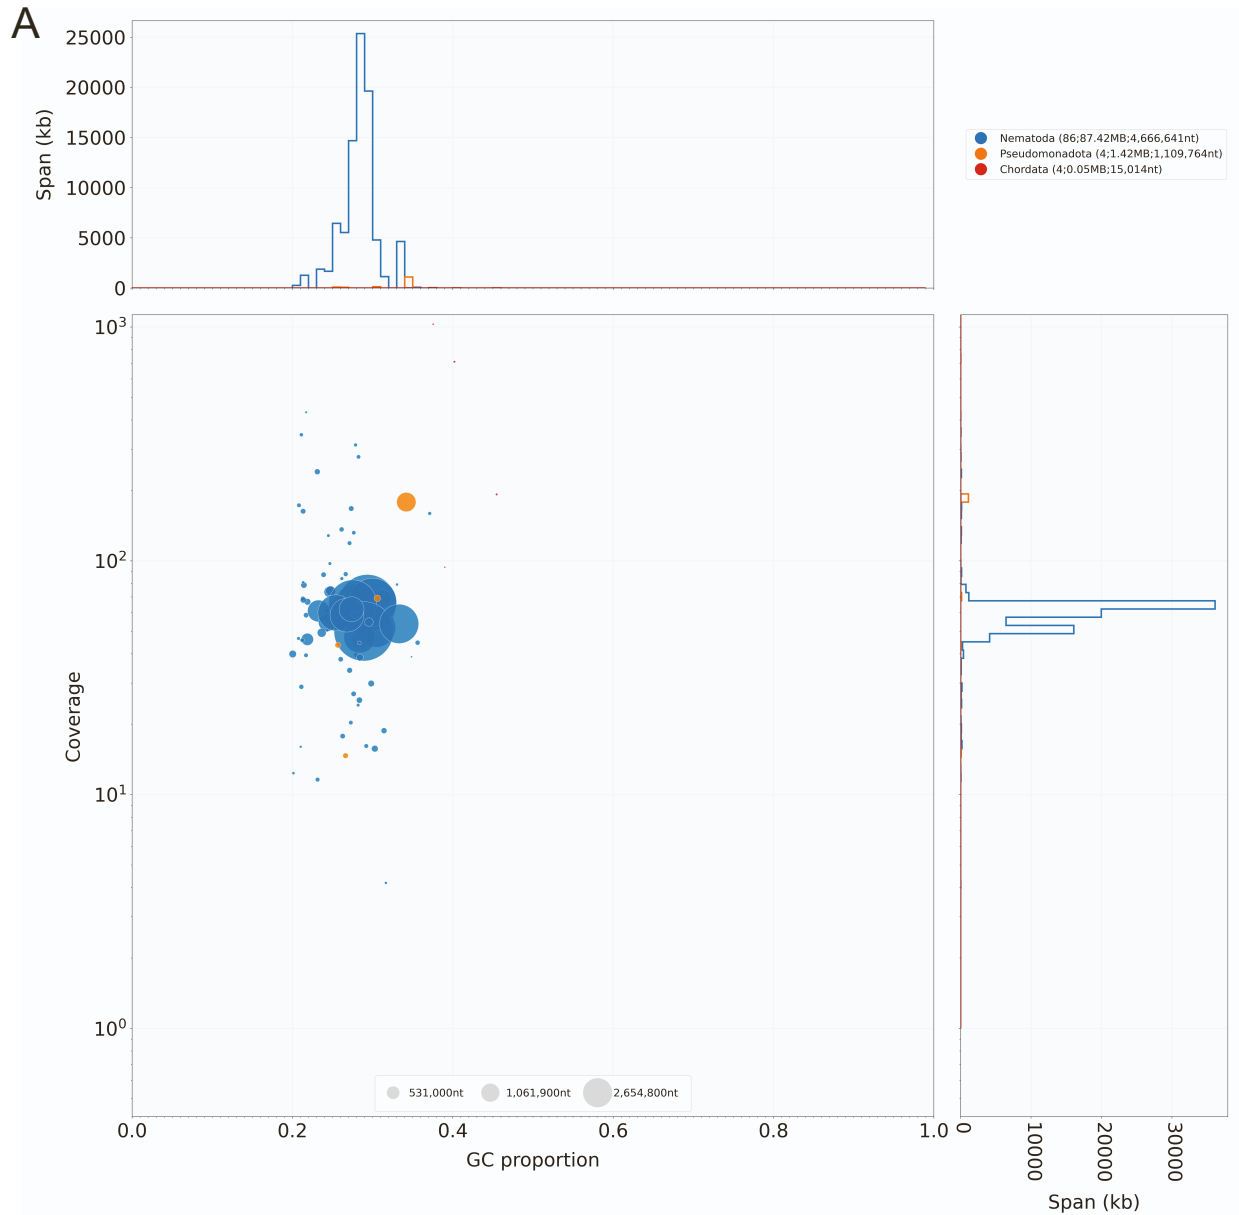 A
25000
20000
15000
10000
5000
0
Span (kb)
Nematoda (86;87.42MB;4,666,641nt)
Pseudomonadota (4;1.42MB;1,109,764nt)
Chordata (4;0.05MB;15,014nt)
10³
10²
10¹
10⁰
Coverage
531,000nt 1,061,900nt 2,654,800nt
0.0 0.2 0.4 0.6 0.8 1.0
GC proportion
0 10000 20000 30000
Span (kb)